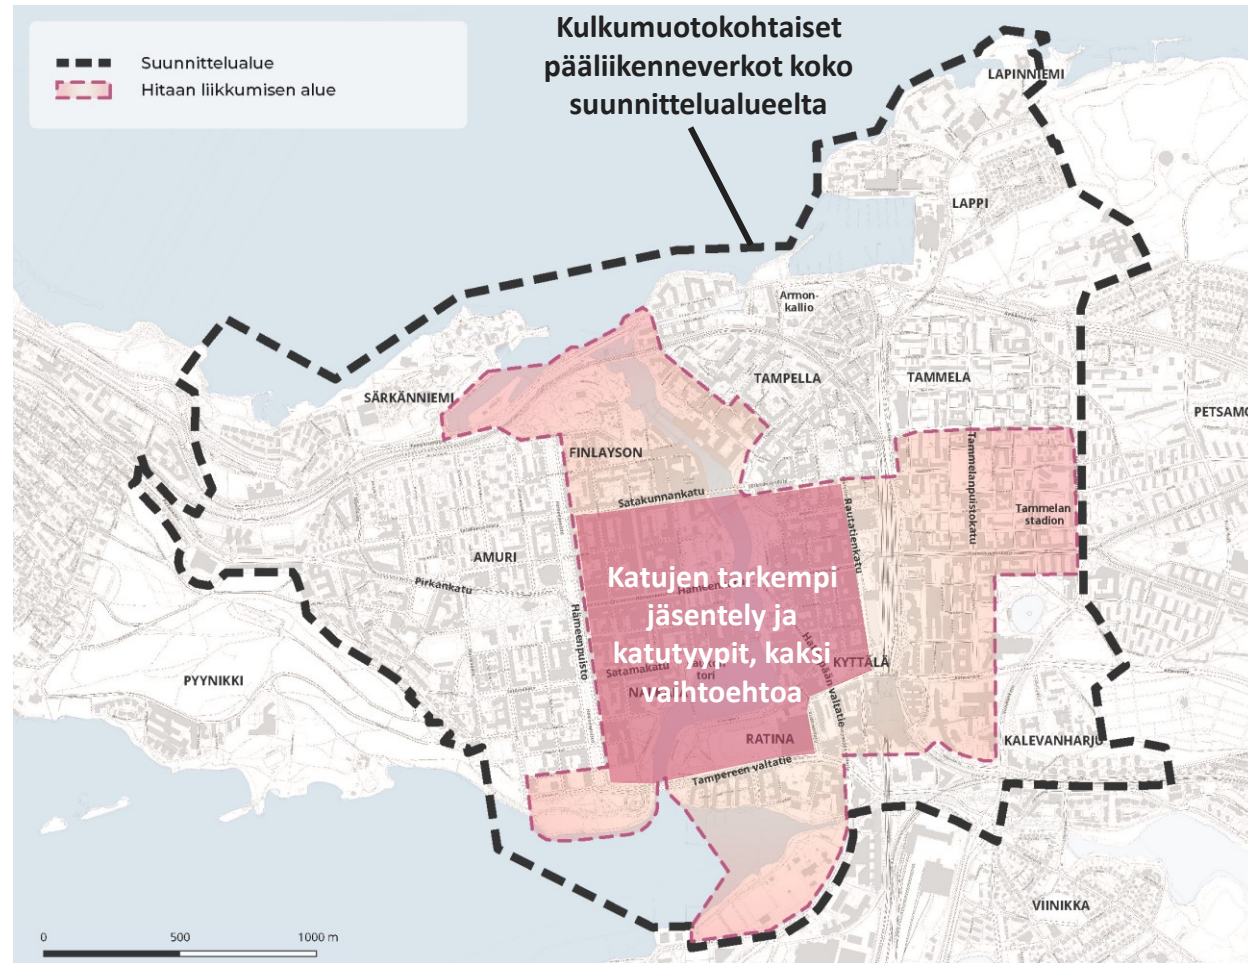 Kulkumuotokohtaiset
pääliikenneverkot koko
suunnittelualueelta
Suunnittelualue
Hitaan liikkumisen alue
LAPINNIEMI
LAPPI
Armon-
kallio
TAMPELLA
TAMMELA
SÄRKÄNNIEMI
PETSAMO
FINLAYSON
Satakunnankatu
Rautatienkatu
Tammelanpuistokatu
Tammelan
stadion
AMURI
Pirkankatu
Hämeenpuisto
Katujen tarkempi
jäsentely ja
katutyypit, kaksi
vaihtoehtoa
Satamakatu
tori
valtatie
KYTTÄLÄ
PYYNIKKI
RATINA
KALEVANHARJU
Tampereen valtatie
VIINIKKA
0 500 1000 m